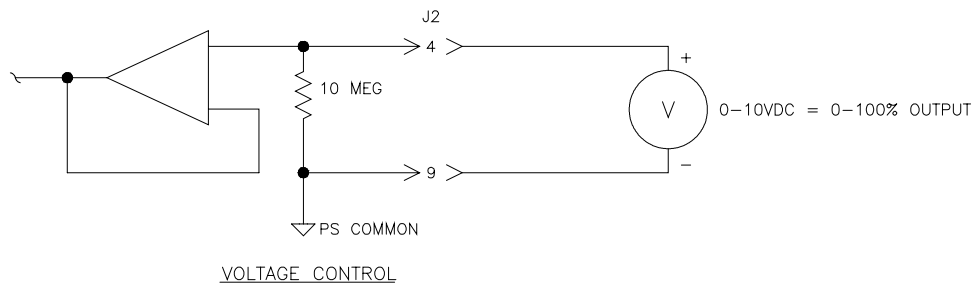 J2
4
+
10 MEG
V
0-10VDC = 0-100% OUTPUT
9
-
PS COMMON
VOLTAGE CONTROL